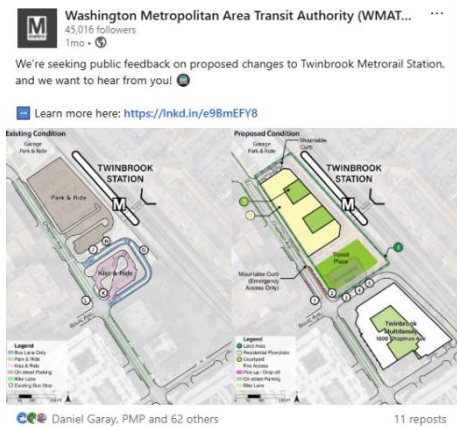 Washington Metropolitan Area Transit Authority (WMAT...
45,016 followers
1mo •
We're seeking public feedback on proposed changes to Twinbrook Metrorail Station,
and we want to hear from you!
Learn more here: https://lnkd.in/e9BmEFY8
Existing Condition
Garage
Park & Ride
TWINBROOK
STATION
M
Park & Ride
Kiss & Ride
Legend
Bus Lane Only
Park & Ride
Kiss & Ride
On street Parking
Bike Lane
Existing Bus Stop
Proposed Condition
Garage
Park & Ride
Mountable
Curb
TWINBROOK
STATION
M
Transit
Plaza
Mountable Curb
(Emergency
Access Only)
Twinbrook
Multifamily
1800 Chapman Ave
Legend
Land Area
Residential Floorplate
Courtyard
Fire Access
Pick-up / Drop-off
On-street Parking
Bike Lane
Daniel Garay, PMP and 62 others
11 reposts